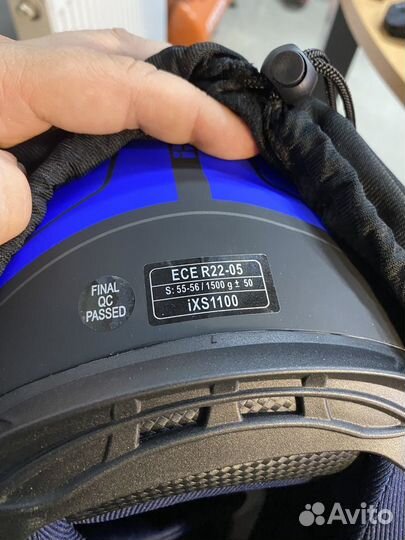 FINAL
QC
PASSED
ECE R22-05
S: 55-56 / 1500 g ± 50
iXS1100
L
Avito